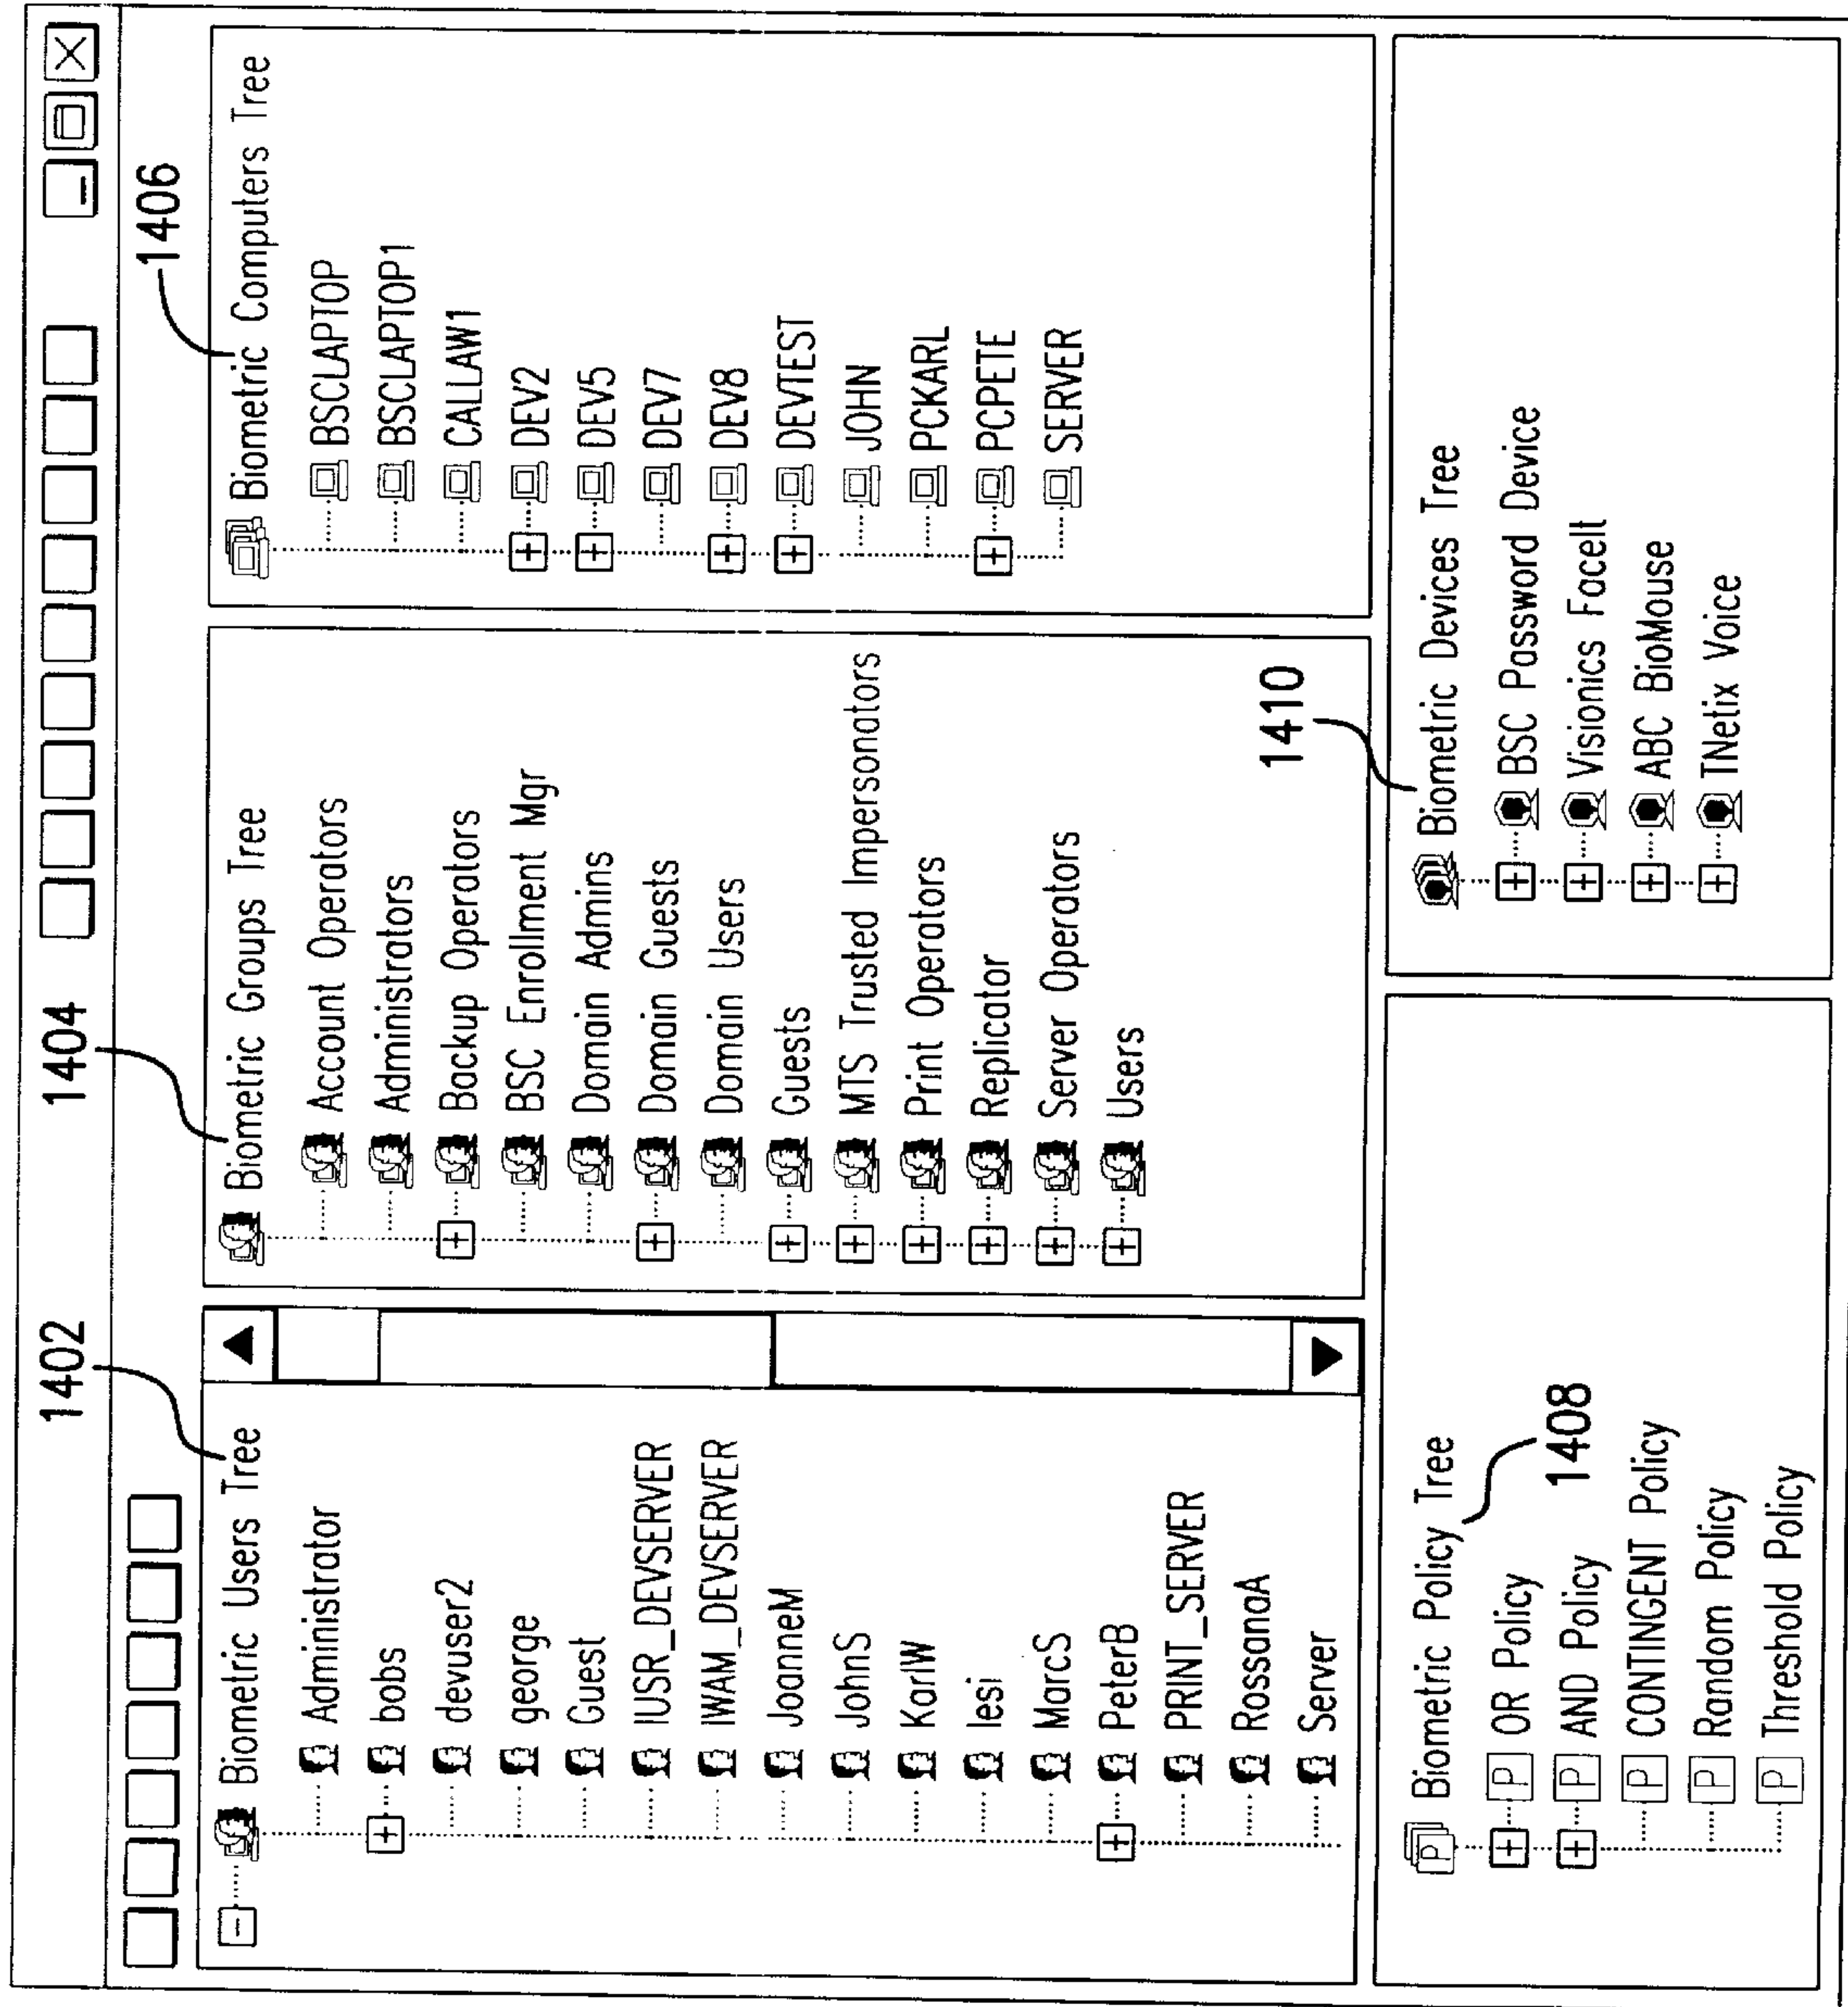 1402
1404
1406
Biometric Users Tree
Administrator
bobs
devuser2
george
Guest
IUSR_DEVSERVER
IWAM_DEVSERVER
JoanneM
JohnS
KarlW
lesi
MarcS
PeterB
PRINT_SERVER
RossanaA
Server
Biometric Groups Tree
Account Operators
Administrators
Backup Operators
BSC Enrollment Mgr
Domain Admins
Domain Guests
Domain Users
Guests
MTS Trusted Impersonators
Print Operators
Replicator
Server Operators
Users
Biometric Computers Tree
BSCLAPTOP
BSCLAPTOP1
CALLAW1
DEV2
DEV5
DEV7
DEV8
DEVTEST
JOHN
PCKARL
PCPETE
SERVER
Biometric Policy Tree
P OR Policy
P AND Policy
P CONTINGENT Policy
P Random Policy
P Threshold Policy
1408
1410
Biometric Devices Tree
BSC Password Device
Visionics FaceIt
ABC BioMouse
TNetix Voice